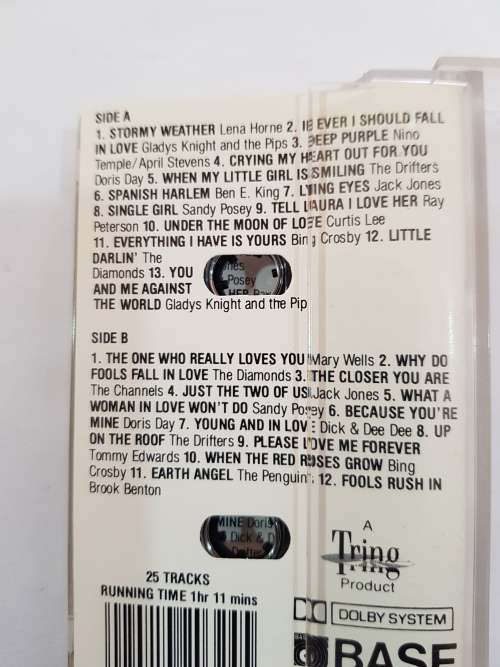 SIDE A
1. STORMY WEATHER Lena Horne 2. IF EVER I SHOULD FALL
IN LOVE Gladys Knight and the Pips 3. DEEP PURPLE Nino
Temple/April Stevens 4. CRYING MY HEART OUT FOR YOU
Doris Day 5. WHEN MY LITTLE GIRL IS SMILING The Drifters
6. SPANISH HARLEM Ben E. King 7. LYING EYES Jack Jones
8. SINGLE GIRL Sandy Posey 9. TELL LAURA I LOVE HER Ray
Peterson 10. UNDER THE MOON OF LOVE Curtis Lee
11. EVERYTHING I HAVE IS YOURS Bing Crosby 12. LITTLE
DARLIN' The
Diamonds 13. YOU
AND ME AGAINST
THE WORLD Gladys Knight and the Pip
Posey
SIDE B
1. THE ONE WHO REALLY LOVES YOU Mary Wells 2. WHY DO
FOOLS FALL IN LOVE The Diamonds 3. THE CLOSER YOU ARE
The Channels 4. JUST THE TWO OF US Jack Jones 5. WHAT A
WOMAN IN LOVE WON'T DO Sandy Posey 6. BECAUSE YOU'RE
MINE Doris Day 7. YOUNG AND IN LOVE Dick & Dee Dee 8. UP
ON THE ROOF The Drifters 9. PLEASE LOVE ME FOREVER
Tommy Edwards 10. WHEN THE RED ROSES GROW Bing
Crosby 11. EARTH ANGEL The Penguins 12. FOOLS RUSH IN
Brook Benton
MINE Doris
Dick & D
25 TRACKS
RUNNING TIME 1hr 11 mins
A
Tring
Product
DOLBY SYSTEM
BASF